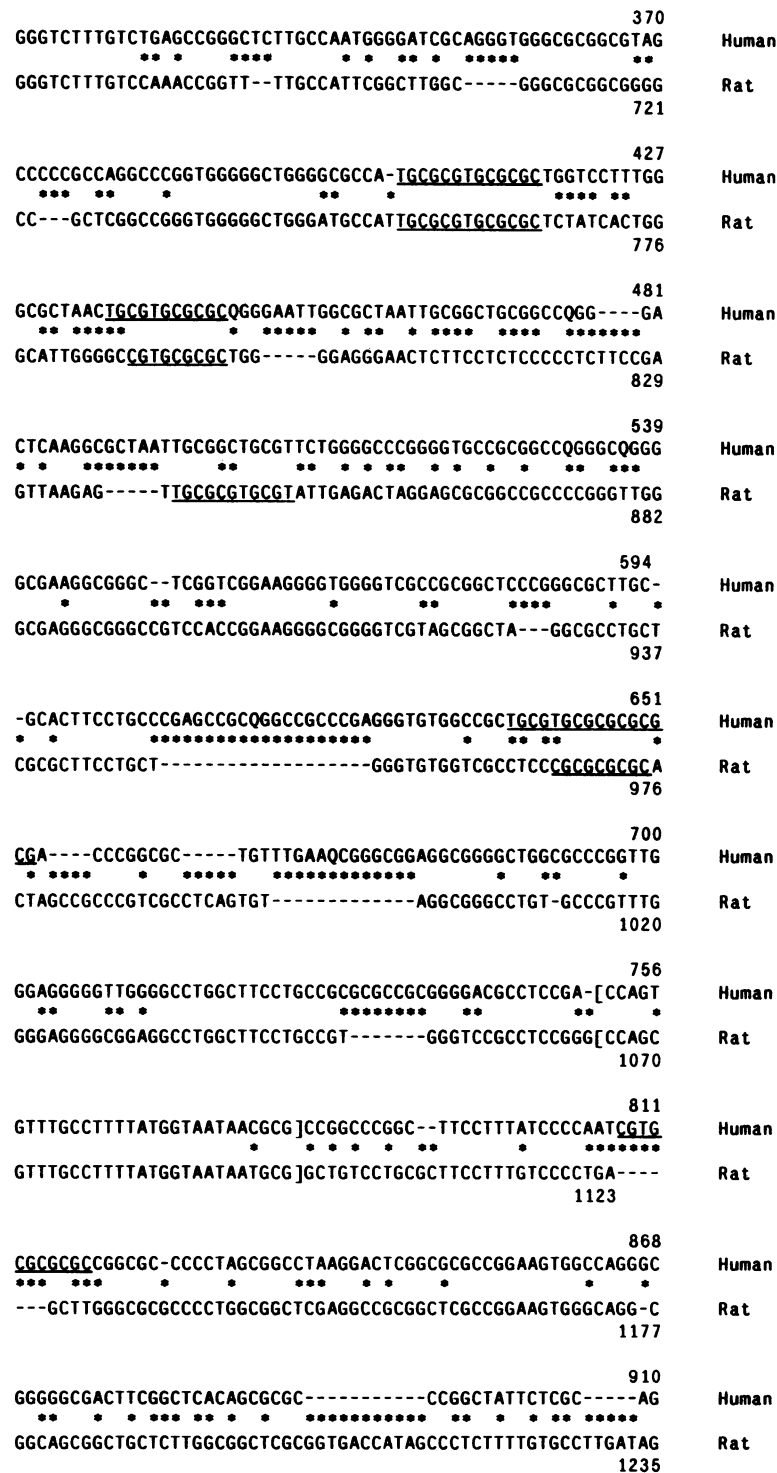 370
GGGTCTTTGTCTGAGCCGGGCTCTTGCCAATGGGGATCGCAGGGTGGGCGCGGCGTAG Human
** * **** * * ** * ***** **
GGGTCTTTGTCCAAACCGGTT--TTGCCATTCGGCTTGGC-----GGGCGCGGCGGGG Rat
721
427
CCCCCGCCAGGCCCGGTGGGGGCTGGGGCGCCA-TGCGCGTGCGCGCTGGTCCTTTGG Human
*** ** * ** * **** **
CC---GCTCGGCCGGGTGGGGGCTGGGATGCCATTGCGCGTGCGCGCTCTATCACTGG Rat
776
481
GCGCTAACTGCGTGCGCGCQGGGAATTGGCGCTAATTGCGGCTGCGGCCQGG----GA Human
** ***** * ***** * ** * **** **** *******
GCATTGGGGCCGTGCGCGCTGG-----GGAGGGAACTCTTCCTCTCCCCCTCTTCCGA Rat
829
539
CTCAAGGCGCTAATTGCGGCTGCGTTCTGGGGCCCGGGGTGCCGCGGCCQGGGCQGGG Human
* * ******* ** ** * * ** * * * * ** ***
GTTAAGAG-----TTGCGCGTGCGTATTGAGACTAGGAGCGCGGCCGCCCCGGGTTGG Rat
882
594
GCGAAGGCGGGC--TCGGTCGGAAGGGGTGGGGTCGCCGCGGCTCCCGGGCGCTTGC- Human
* ** *** * ** **** * *
GCGAGGGCGGGCCGTCCACCGGAAGGGGCGGGGTCGTAGCGGCTA---GGCGCCTGCT Rat
937
651
-GCACTTCCTGCCCGAGCCGCQGGCCGCCCGAGGGTGTGGCCGCTGCGTGCGCGCGCG Human
* * ******************** * ** ** *
CGCGCTTCCTGCT-------------------GGGTGTGGTCGCCTCCCGCGCGCGCA Rat
976
700
CGA----CCCGGCGC-----TGTTTGAAQCGGGCGGAGGCGGGGCTGGCGCCCGGTTG Human
* **** * ***** ************* * ** *
CTAGCCGCCCGTCGCCTCAGTGT-------------AGGCGGGCCTGT-GCCCGTTTG Rat
1020
756
GGAGGGGGTTGGGGCCTGGCTTCCTGCCGCGCGCCGCGGGGACGCCTCCGA-[CCAGT Human
** ** * ******** ** ** *
GGGAGGGGCGGAGGCCTGGCTTCCTGCCGT-------GGGTCCGCCTCCGGG[CCAGC Rat
1070
811
GTTTGCCTTTTATGGTAATAACGCG]CCGGCCCGGC--TTCCTTTATCCCCAATCGTG Human
* * * * * ** * *******
GTTTGCCTTTTATGGTAATAATGCG]GCTGTCCTGCGCTTCCTTTGTCCCCTGA---- Rat
1123
868
CGCGCGCCGGCGC-CCCCTAGCGGCCTAAGGACTCGGCGCGCCGGAAGTGGCCAGGGC Human
*** *** * * *** * * * * *
---GCTTGGGCGCGCCCCTGGCGGCTCGAGGCCGCGGCTCGCCGGAAGTGGGCAGG-C Rat
1177
910
GGGGGCGACTTCGGCTCACAGCGCGC-----------CCGGCTATTCTCGC-----AG Human
** * * *** ** * * *********** ** * * ** *****
GGCAGCGGCTGCTCTTGGCGGCTCGCGGTGACCATAGCCCTCTTTTGTGCCTTGATAG Rat
1235